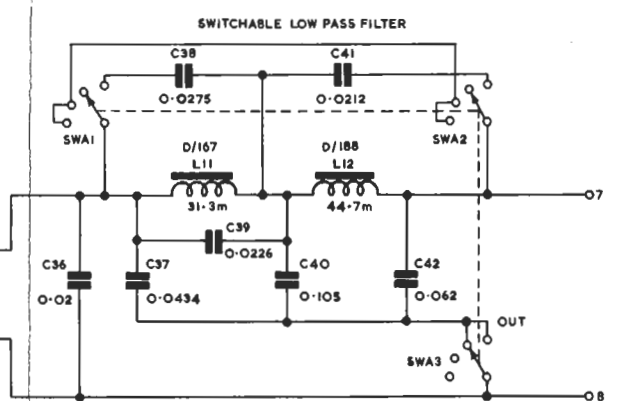 SWITCHABLE LOW PASS FILTER
C38
C41
0·0275
0·0212
SWA1
SWA2
D/167
L11
31·3m
D/188
L12
44·7m
7
C39
0·0226
C36
0·02
C37
0·0434
C40
0·105
C42
0·062
OUT
SWA3
8